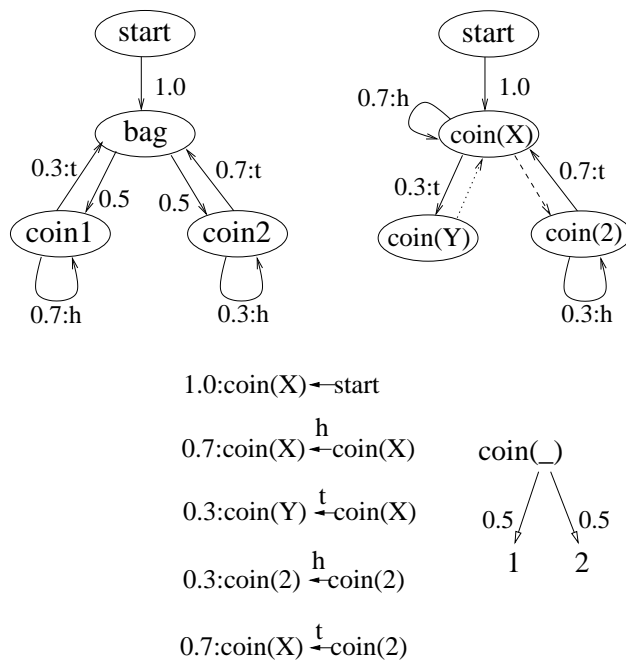 start
1.0
bag
0.3:t
0.5
0.5
0.7:t
coin1
coin2
0.7:h
0.3:h
start
1.0
0.7:h
coin(X)
0.3:t
0.7:t
coin(Y)
coin(2)
0.3:h
1.0:coin(X)←start
0.7:coin(X) ←h coin(X)
0.3:coin(Y) ←t coin(X)
0.3:coin(2) ←h coin(2)
0.7:coin(X) ←t coin(2)
coin(_)
0.5 0.5
1 2